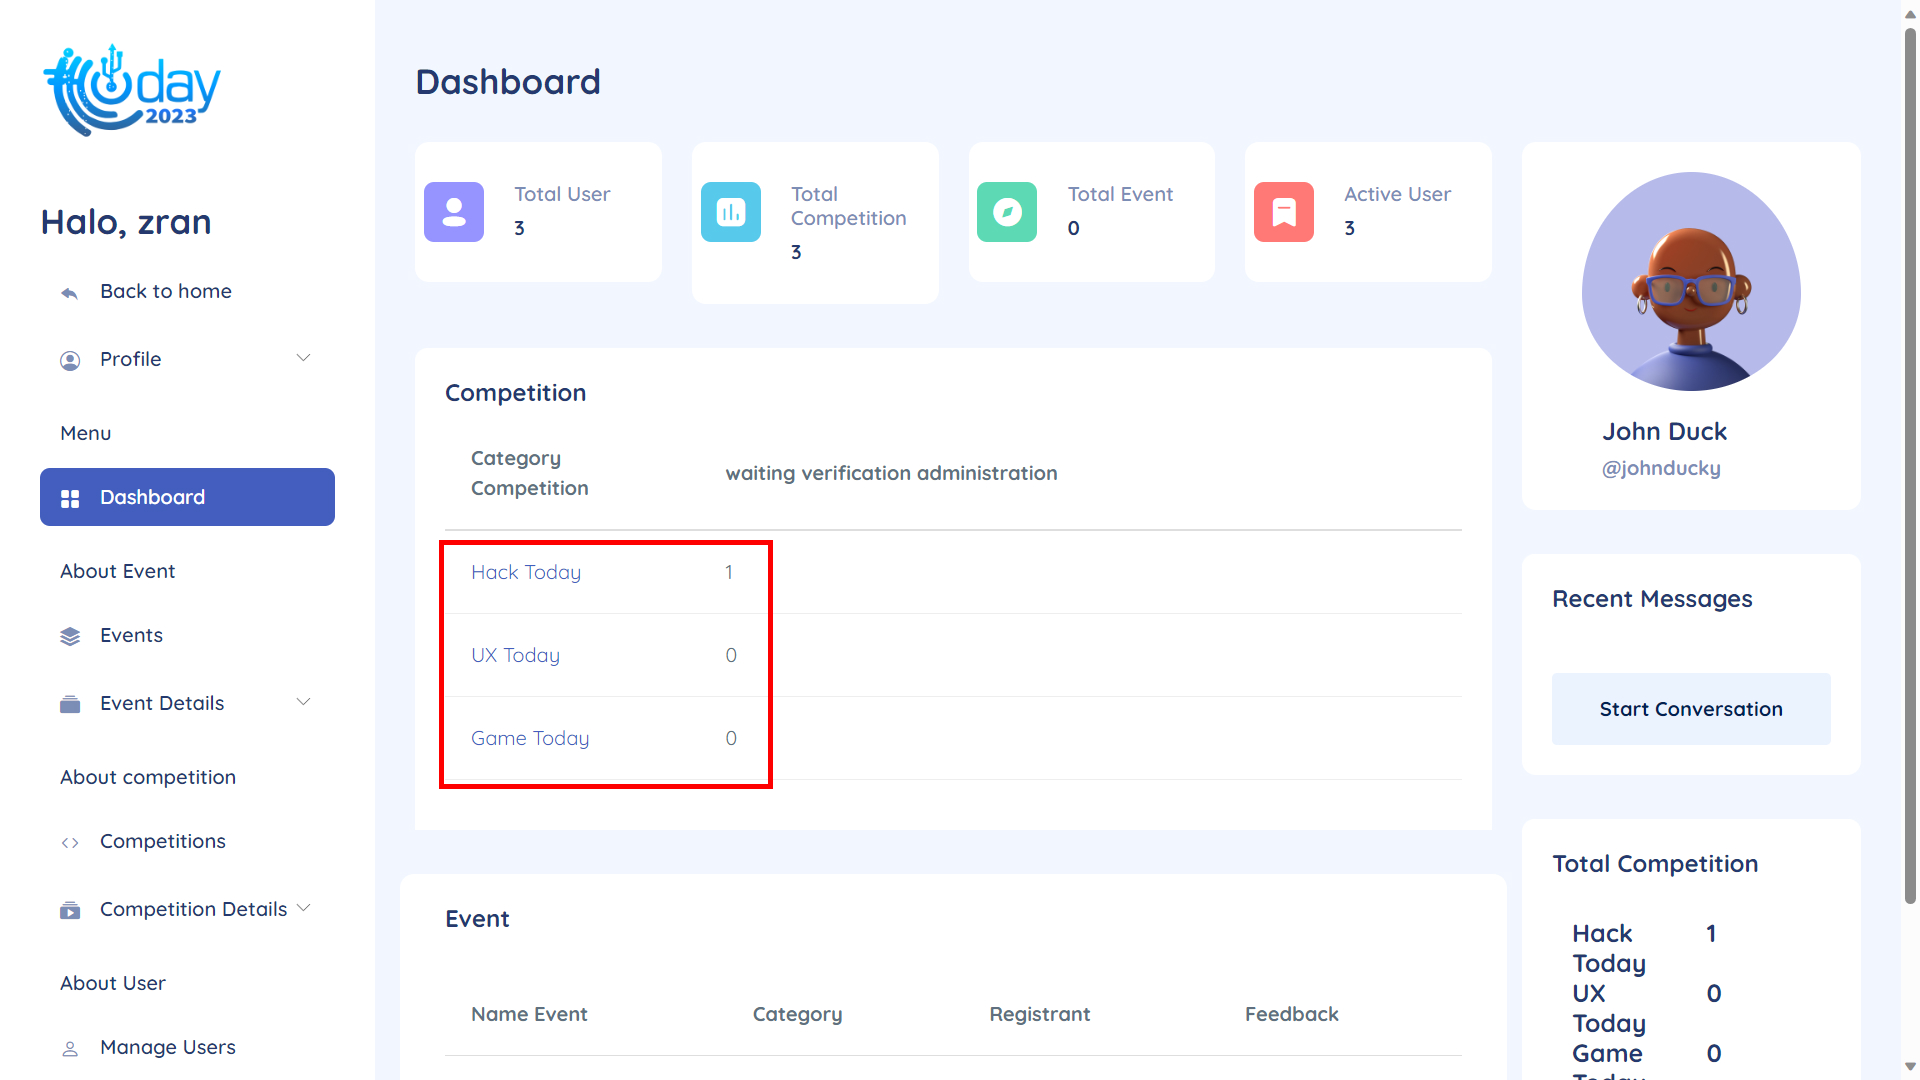 itoday
2023
Halo, zran
Back to home
Profile
Menu
Dashboard
About Event
Events
Event Details
About competition
Competitions
Competition Details
About User
Manage Users
Dashboard
Total User
3
Total
Competition
3
Total Event
0
Active User
3
Competition
Category
Competition
waiting verification administration
Hack Today 1
UX Today 0
Game Today 0
Event
Name Event Category Registrant Feedback
John Duck
@johnducky
Recent Messages
Start Conversation
Total Competition
Hack 1
Today
UX 0
Today
Game 0
Today